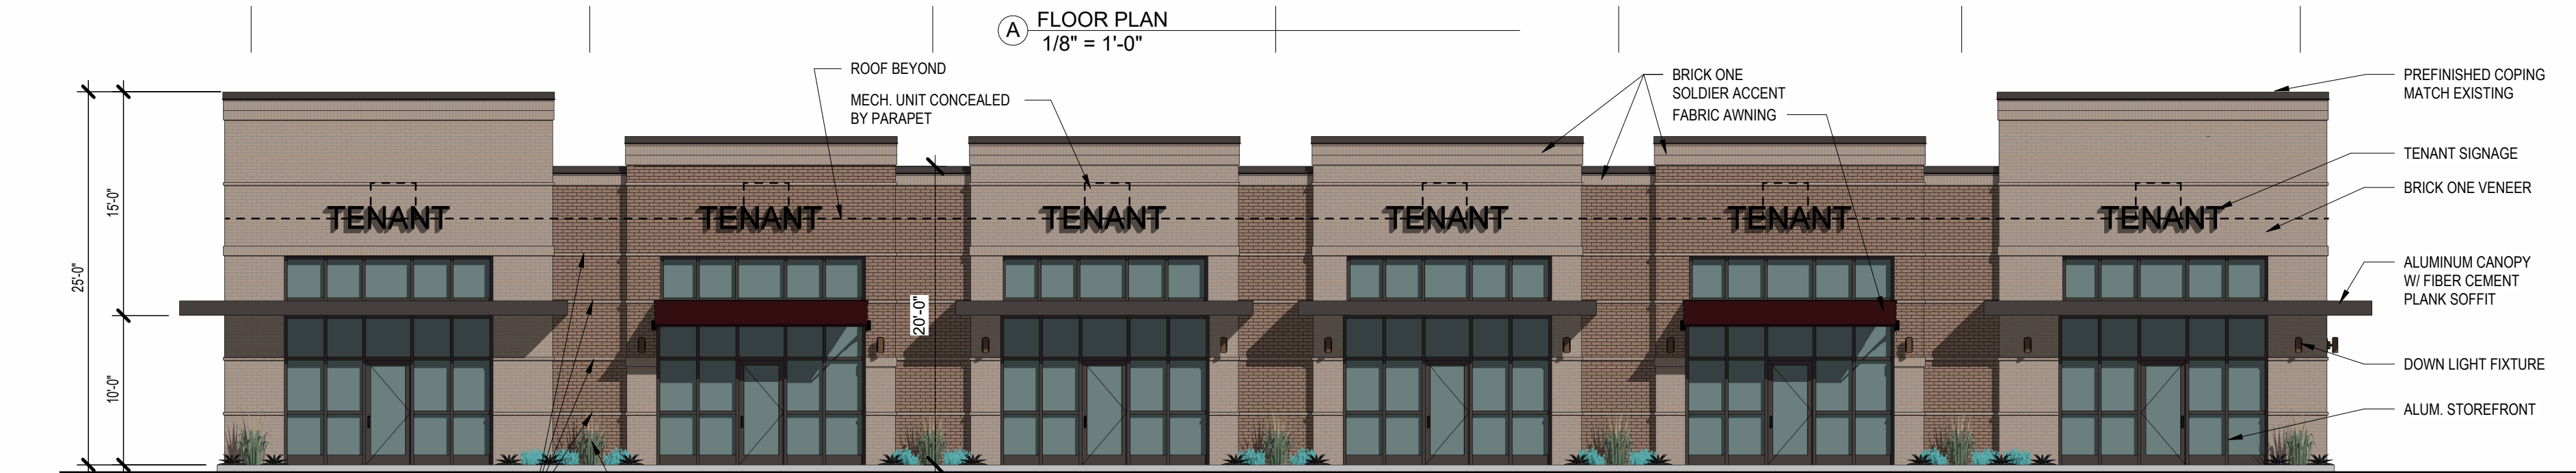 A
FLOOR PLAN
1/8" = 1'-0"
ROOF BEYOND
MECH. UNIT CONCEALED
BY PARAPET
BRICK ONE
SOLDIER ACCENT
FABRIC AWNING
PREFINISHED COPING
MATCH EXISTING
TENANT SIGNAGE
BRICK ONE VENEER
ALUMINUM CANOPY
W/ FIBER CEMENT
PLANK SOFFIT
DOWN LIGHT FIXTURE
ALUM. STOREFRONT
25'-0"
15'-0"
10'-0"
20'-0"
TENANT
TENANT
TENANT
TENANT
TENANT
TENANT